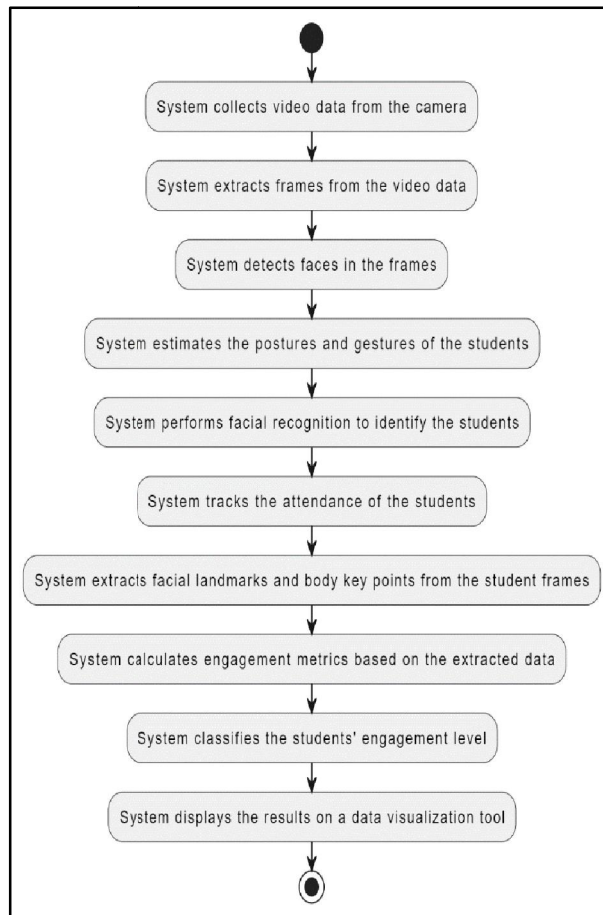 System collects video data from the camera
System extracts frames from the video data
System detects faces in the frames
System estimates the postures and gestures of the students
System performs facial recognition to identify the students
System tracks the attendance of the students
System extracts facial landmarks and body key points from the student frames
System calculates engagement metrics based on the extracted data
System classifies the students' engagement level
System displays the results on a data visualization tool